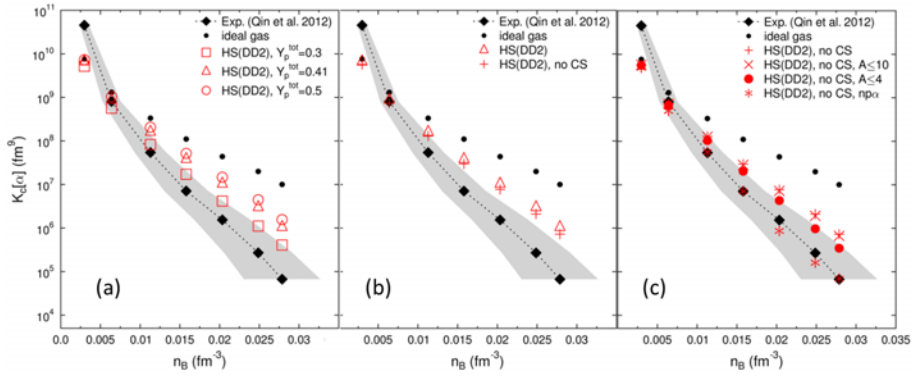 Exp. (Qin et al. 2012)
ideal gas
HS(DD2), Y_p^tot=0.3
HS(DD2), Y_p^tot=0.41
HS(DD2), Y_p^tot=0.5
Exp. (Qin et al. 2012)
ideal gas
HS(DD2)
HS(DD2), no CS
Exp. (Qin et al. 2012)
ideal gas
HS(DD2), no CS
HS(DD2), no CS, A≤10
HS(DD2), no CS, A≤4
HS(DD2), no CS, npα
10^11
10^10
10^9
10^8
10^7
10^6
10^5
10^4
K_c[α] (fm^9)
(a)
(b)
(c)
0.0 0.005 0.01 0.015 0.02 0.025 0.03
0.005 0.01 0.015 0.02 0.025 0.03
0.005 0.01 0.015 0.02 0.025 0.03 0.035
n_B (fm^-3)
n_B (fm^-3)
n_B (fm^-3)